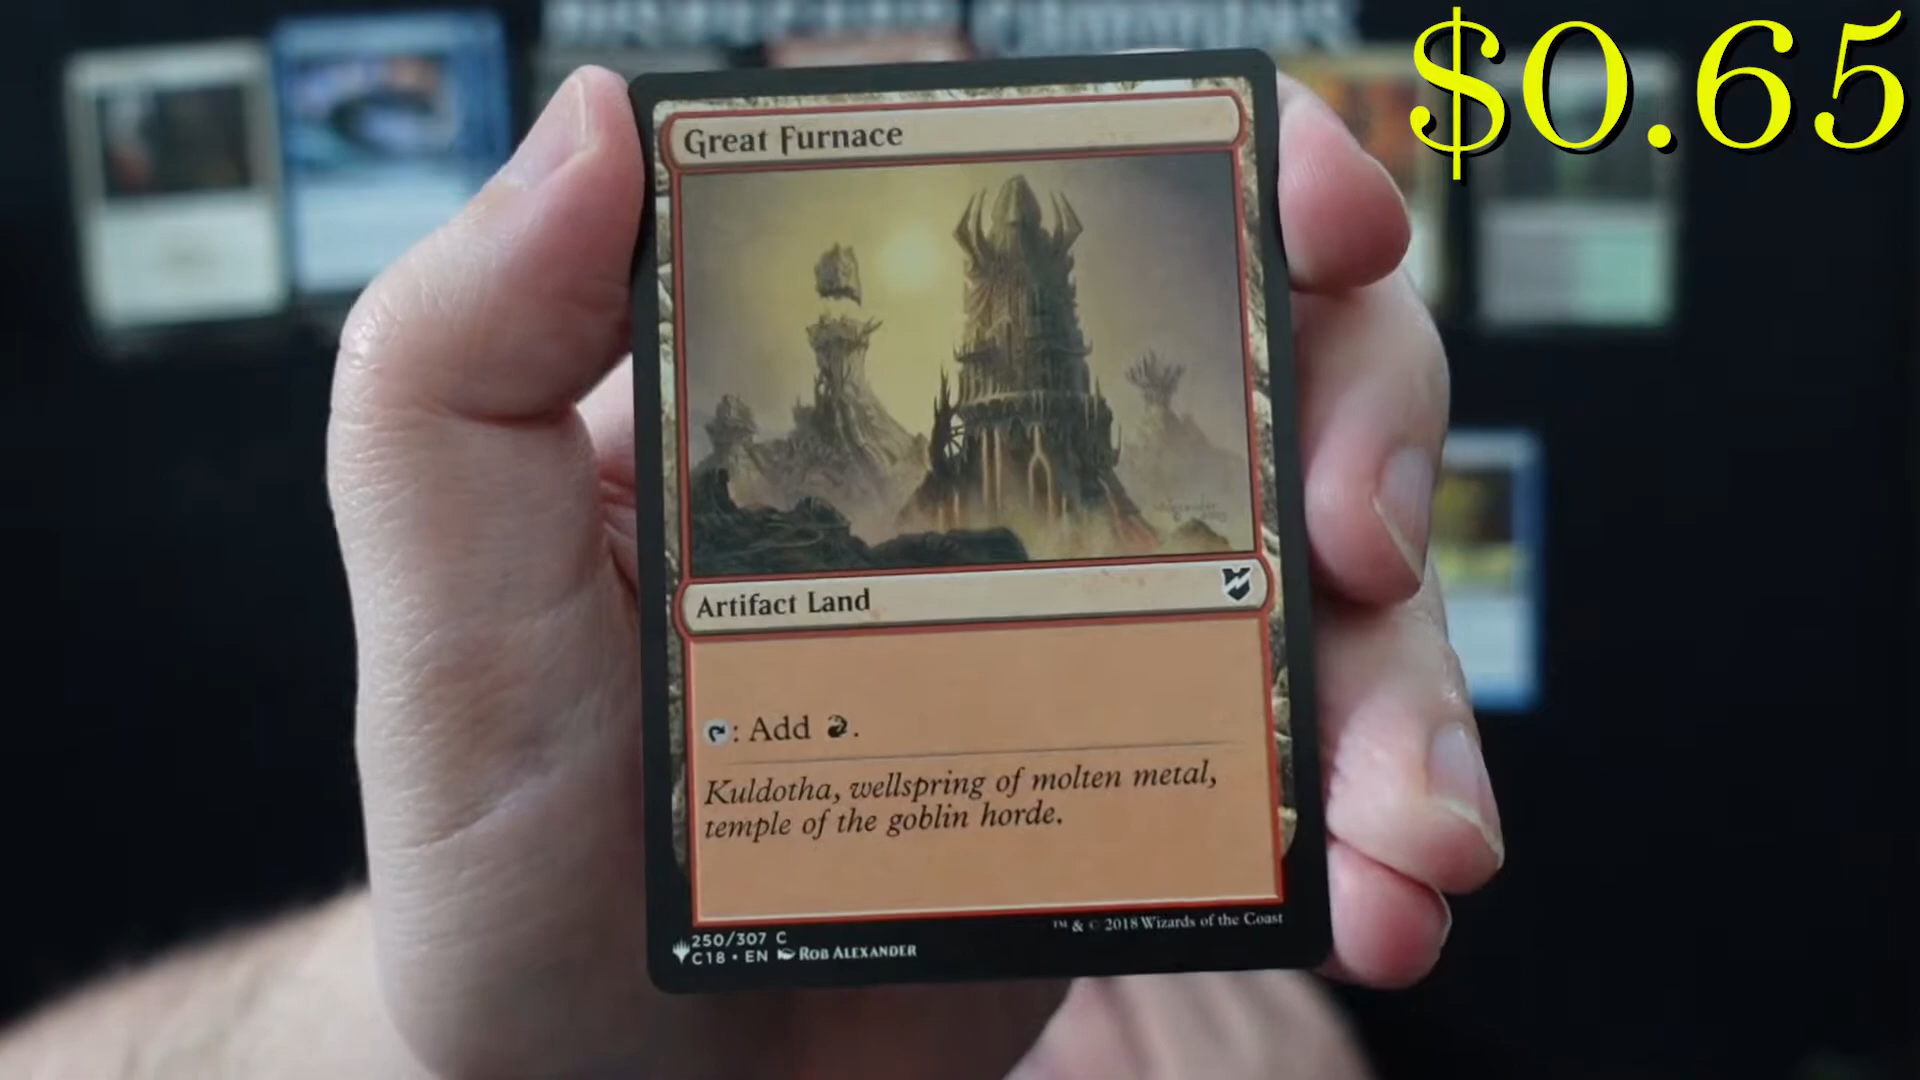 $0.65
Great Furnace
Artifact Land
: Add .
Kuldotha, wellspring of molten metal,
temple of the goblin horde.
250/307 C
™ & © 2018 Wizards of the Coast
C18 • EN Rob Alexander